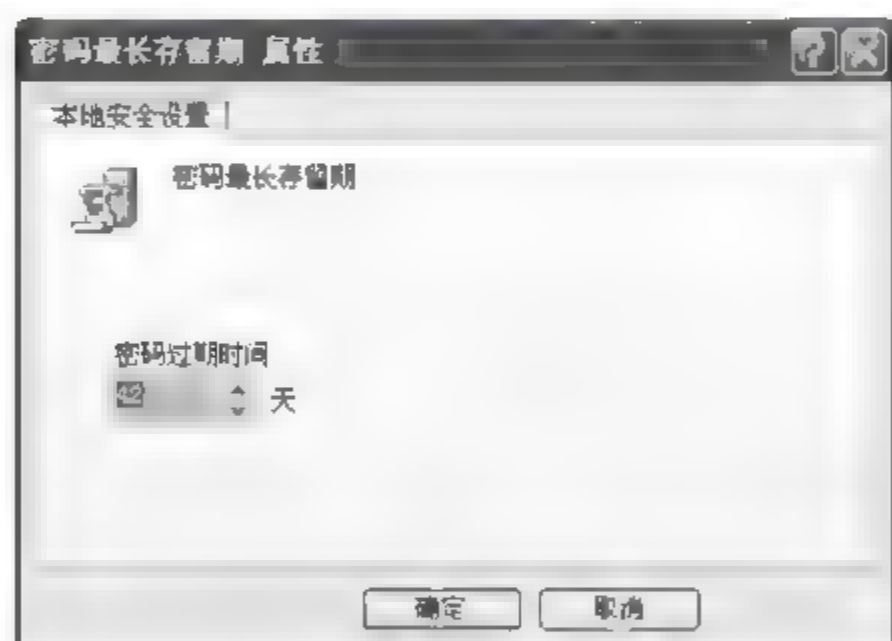 密码最长存留期 属性
本地安全设置
密码最长存留期
密码过期时间
42 天
确定 取消